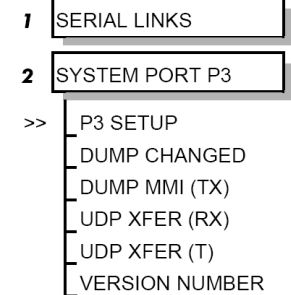 1 SERIAL LINKS
2 SYSTEM PORT P3
>> P3 SETUP
DUMP CHANGED
DUMP MMI (TX)
UDP XFER (RX)
UDP XFER (T)
VERSION NUMBER